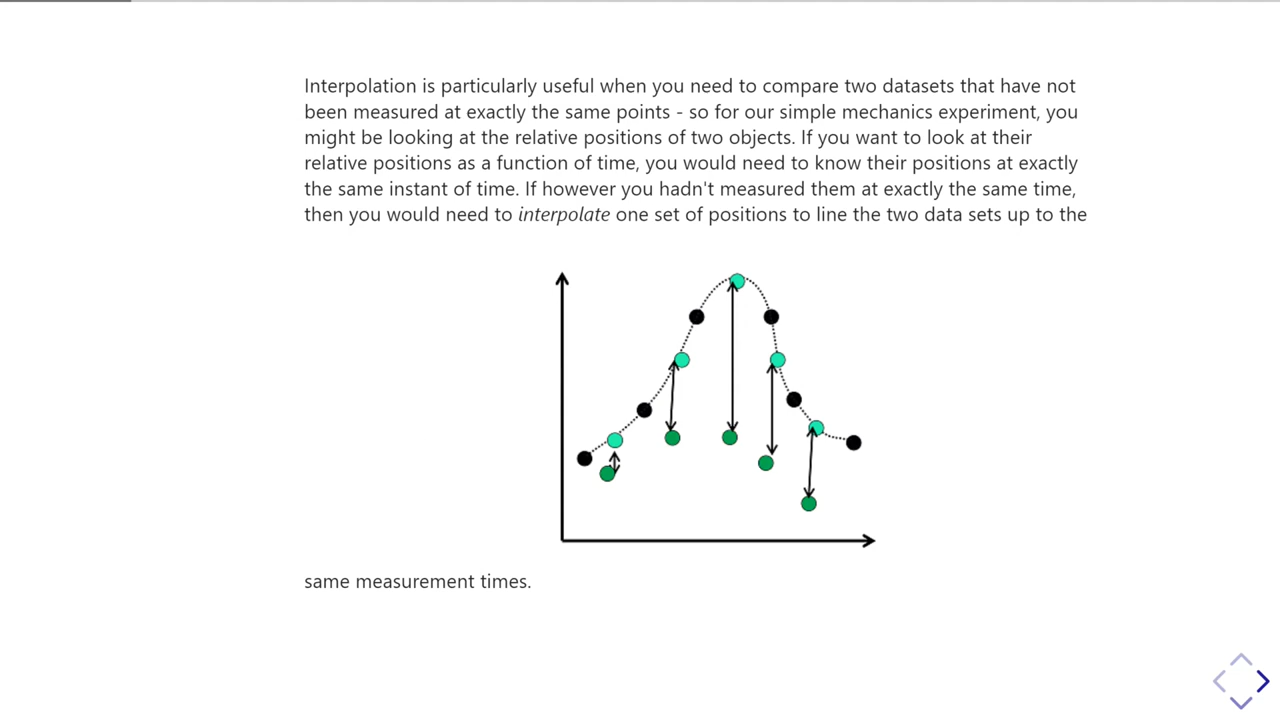 Interpolation is particularly useful when you need to compare two datasets that have not
been measured at exactly the same points - so for our simple mechanics experiment, you
might be looking at the relative positions of two objects. If you want to look at their
relative positions as a function of time, you would need to know their positions at exactly
the same instant of time. If however you hadn't measured them at exactly the same time,
then you would need to interpolate one set of positions to line the two data sets up to the
same measurement times.